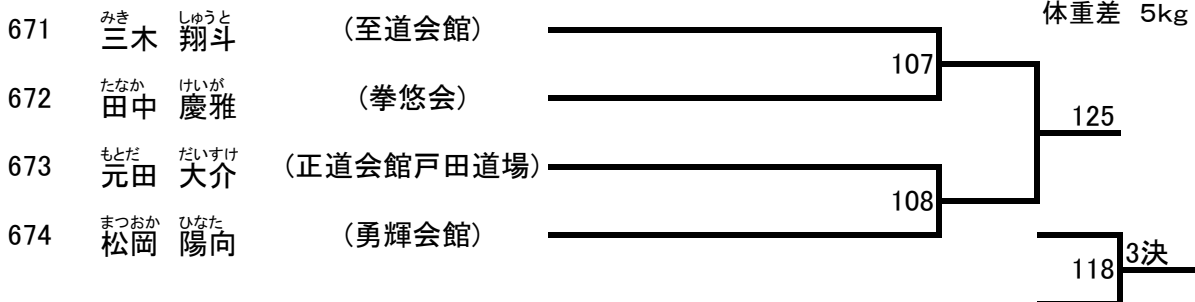 体重差 5kg
みき しゅうと
671 三木 翔斗 (至道会館)
107
たなか けいが
672 田中 慶雅 (拳悠会)
125
もとだ だいすけ
673 元田 大介 (正道会館戸田道場)
108
まつおか ひなた
674 松岡 陽向 (勇輝会館)
3決
118